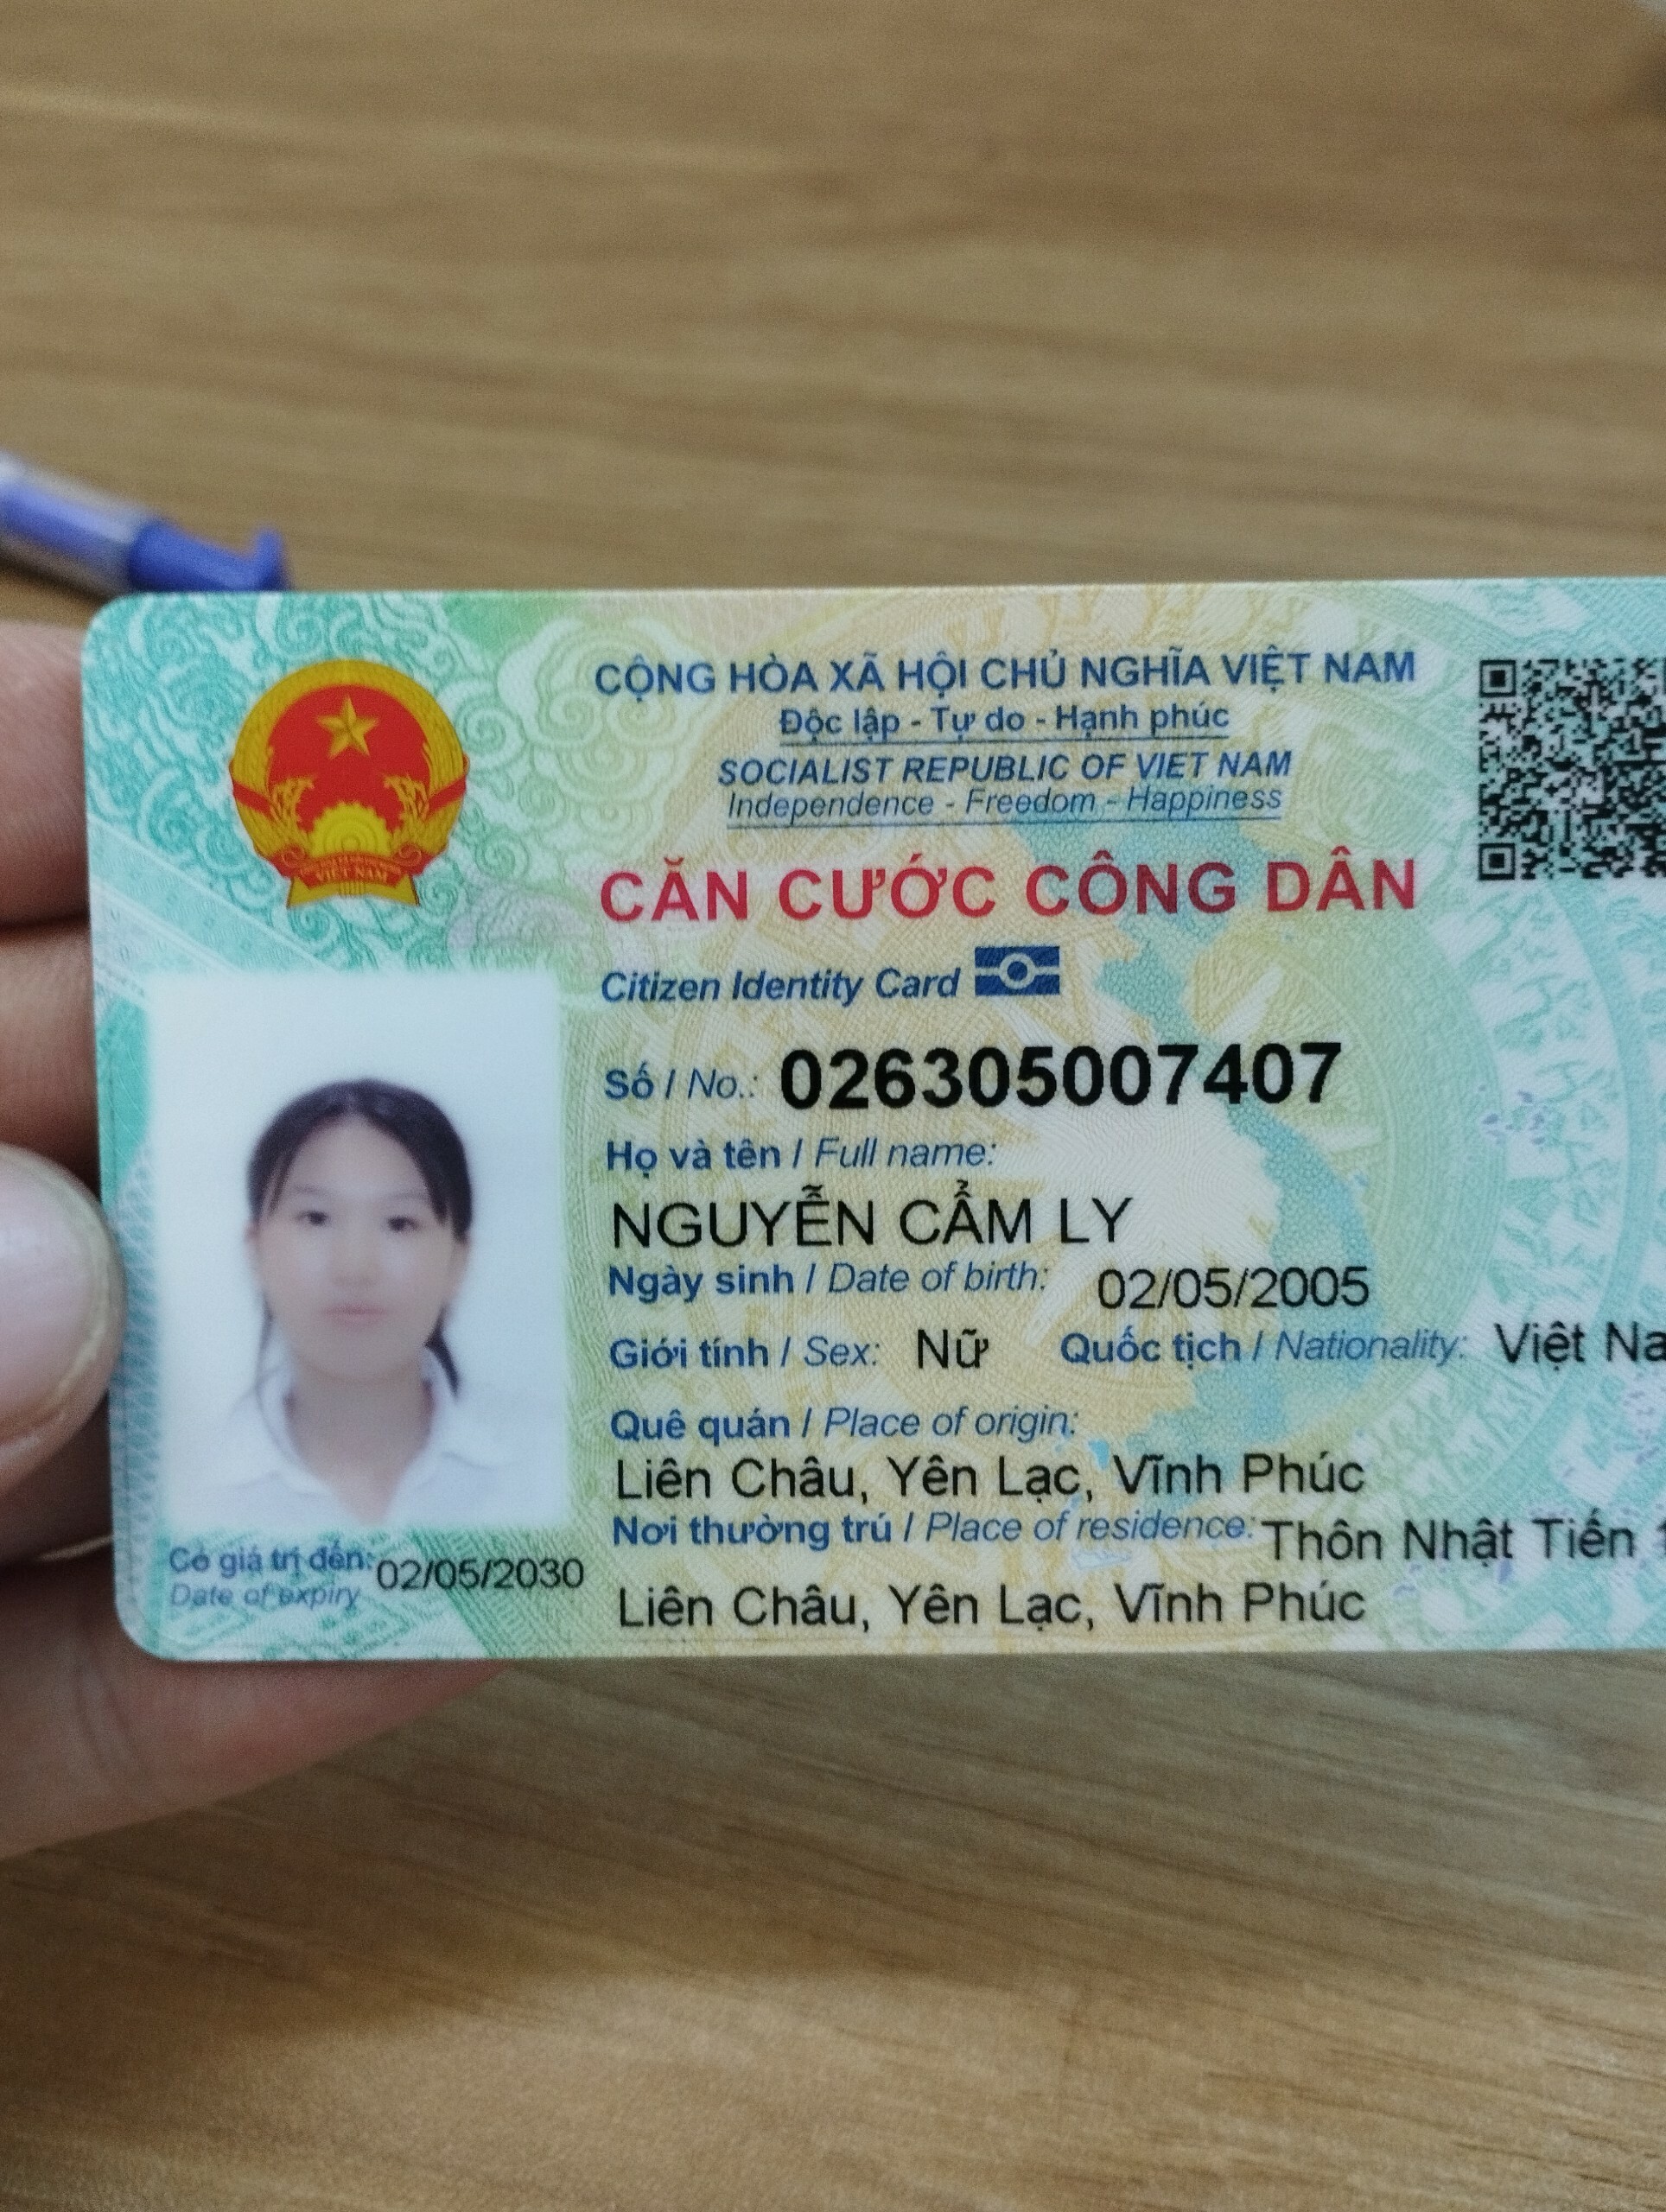 CỘNG HÒA XÃ HỘI CHỦ NGHĨA VIỆT NAM
Độc lập - Tự do - Hạnh phúc
SOCIALIST REPUBLIC OF VIET NAM
Independence - Freedom - Happiness
CĂN CƯỚC CÔNG DÂN
Citizen Identity Card
VIỆT NAM
Số / No.: 026305007407
Họ và tên / Full name:
NGUYỄN CẨM LY
Ngày sinh / Date of birth: 02/05/2005
Giới tính / Sex: Nữ Quốc tịch / Nationality: Việt Na
Quê quán / Place of origin:
Liên Châu, Yên Lạc, Vĩnh Phúc
Nơi thường trú / Place of residence: Thôn Nhật Tiến
Liên Châu, Yên Lạc, Vĩnh Phúc
Có giá trị đến: 02/05/2030
Date of expiry